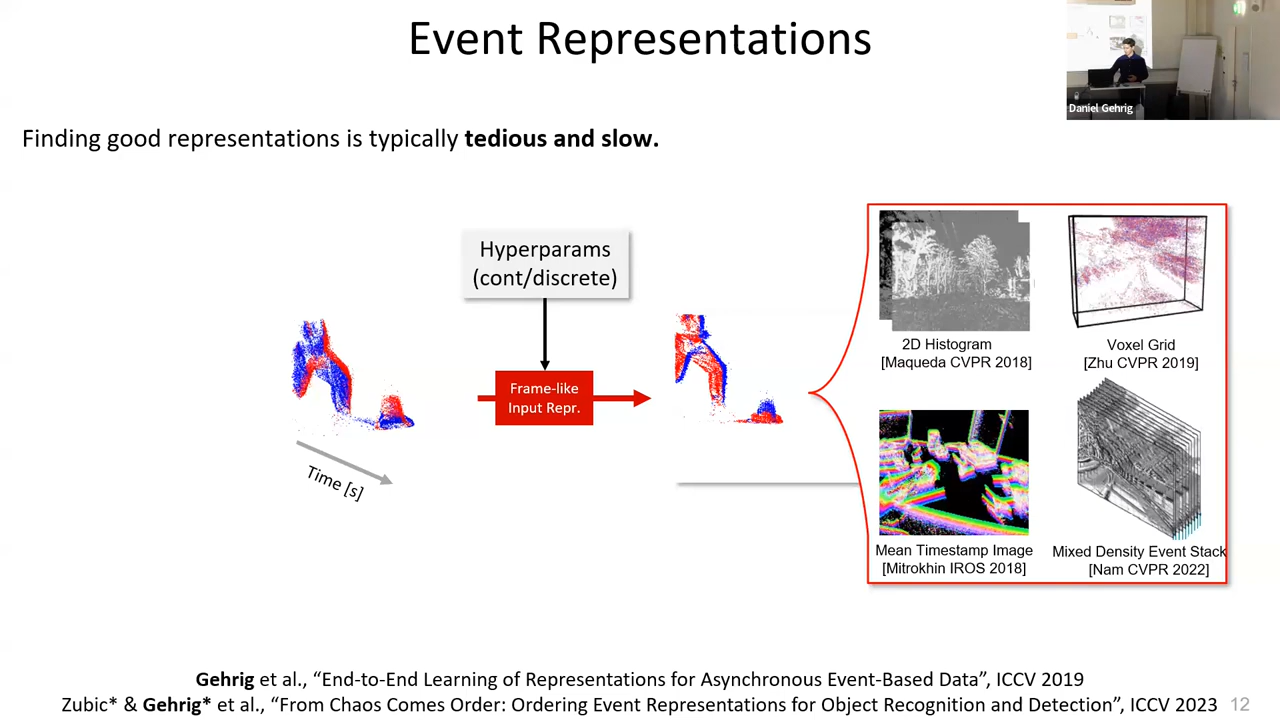 Event Representations
Daniel Gehrig
Finding good representations is typically tedious and slow.
Hyperparams
(cont/discrete)
Frame-like
Input Repr.
Time [s]
2D Histogram
[Maqueda CVPR 2018]
Voxel Grid
[Zhu CVPR 2019]
Mean Timestamp Image
[Mitrokhin IROS 2018]
Mixed Density Event Stack
[Nam CVPR 2022]
Gehrig et al., “End-to-End Learning of Representations for Asynchronous Event-Based Data”, ICCV 2019
Zubic* & Gehrig* et al., “From Chaos Comes Order: Ordering Event Representations for Object Recognition and Detection”, ICCV 2023
12